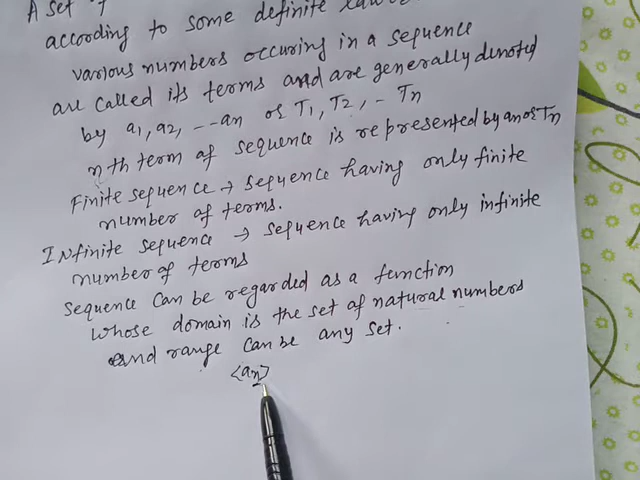 A set of
according to some definite
various numbers occuring in a sequence
are called its terms and are generally denoted
by a1, a2, -- an or T1, T2, - Tn
nth term of sequence is represented by an or Tn
Finite sequence → sequence having only finite
number of terms.
Infinite sequence → sequence having only infinite
number of terms
Sequence can be regarded as a function
whose domain is the set of natural numbers
and range can be any set.
<an>